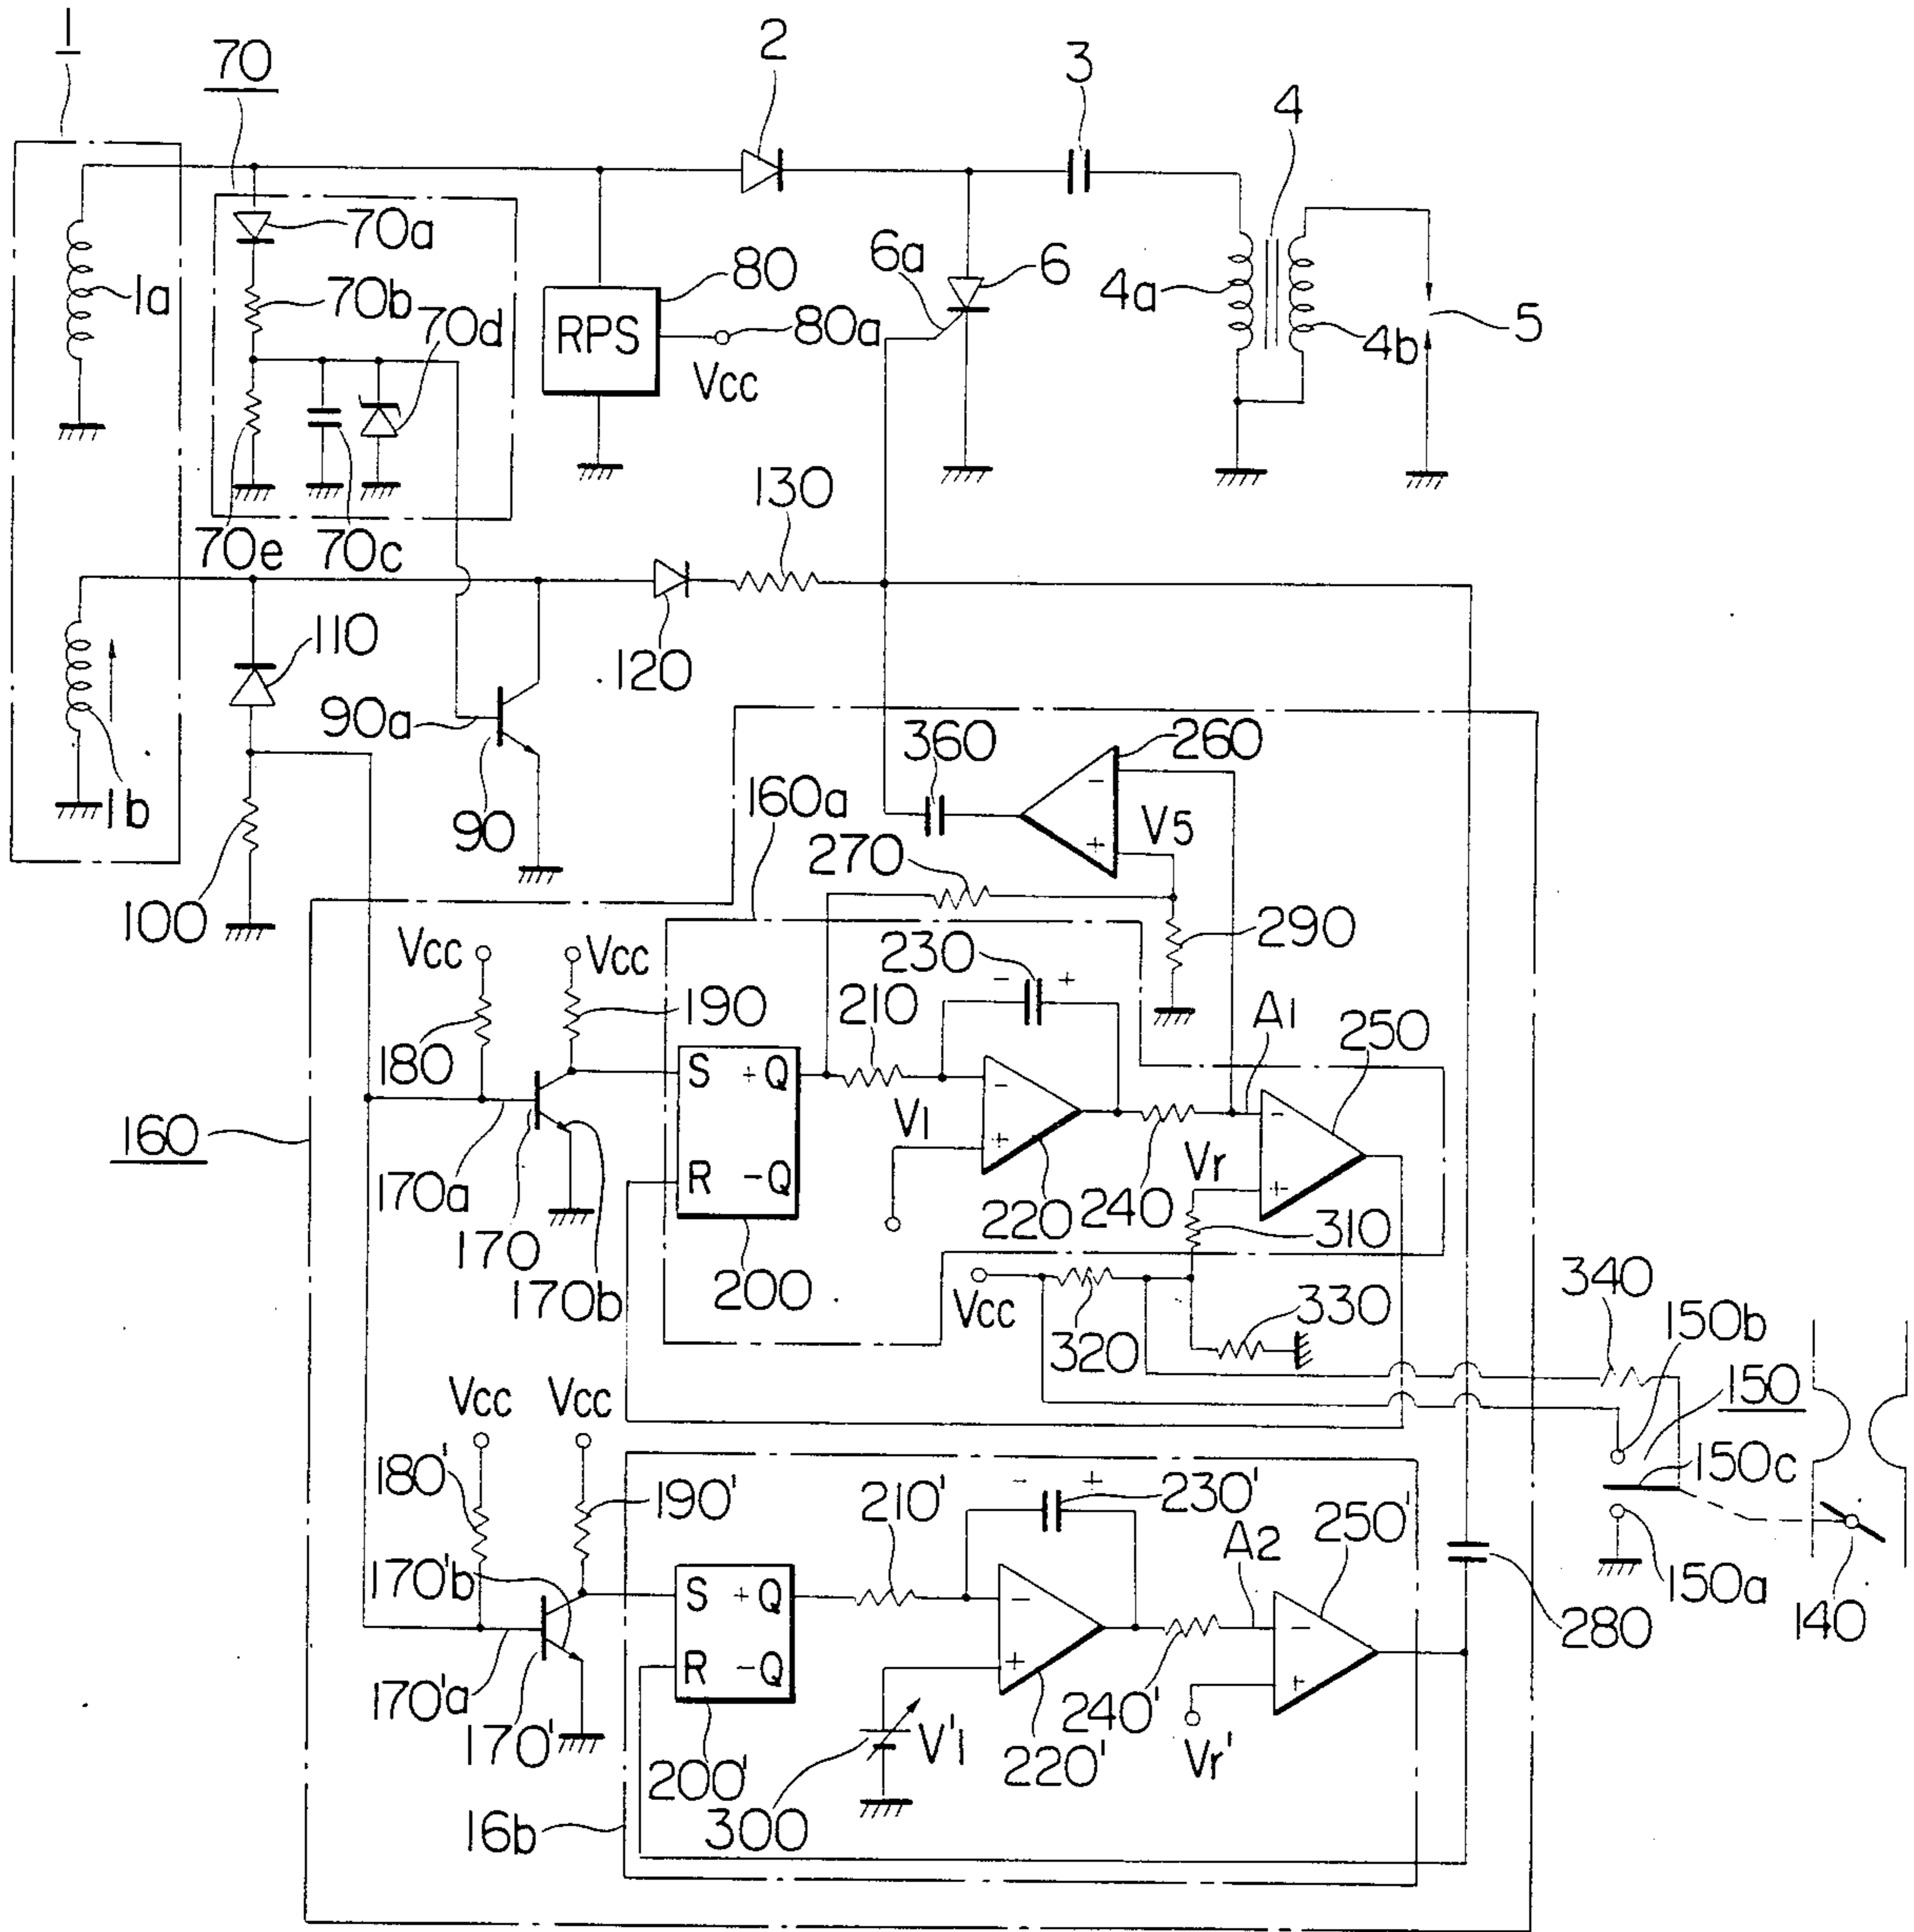 1
70
2
3
4
70a
6a
80
6
1a
70b
4a
70d
RPS
80a
5
4b
Vcc
130
70e
70c
110
120
90a
360
260
160a
-
1b
V5
90
+
270
100
290
Vcc
Vcc
230
-
+
190
210
A1
250
180
S
+Q
-
-
160
V1
+
Vr
170a
R
-Q
+
220
240
310
170
340
170b
200
Vcc
330
150b
320
Vcc
Vcc
150
180'
190'
-
+
230'
150c
210'
250'
A2
170'b
S
+Q
-
-
150a
280
140
R
-Q
+
+
170'a
240'
170'
V'1
220'
Vr'
200'
300
16b